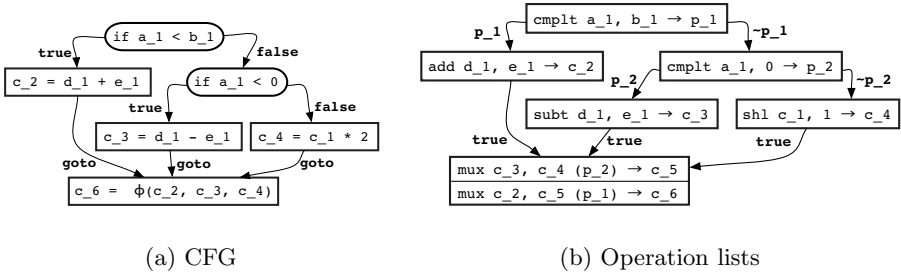 if a_1 < b_1
true
false
c_2 = d_1 + e_1
if a_1 < 0
true
false
c_3 = d_1 − e_1
c_4 = c_1 * 2
goto
goto
goto
c_6 = ϕ(c_2, c_3, c_4)
(a) CFG
cmplt a_1, b_1 → p_1
p_1
~p_1
add d_1, e_1 → c_2
cmplt a_1, 0 → p_2
p_2
~p_2
subt d_1, e_1 → c_3
shl c_1, 1 → c_4
true
true
true
mux c_3, c_4 (p_2) → c_5
mux c_2, c_5 (p_1) → c_6
(b) Operation lists